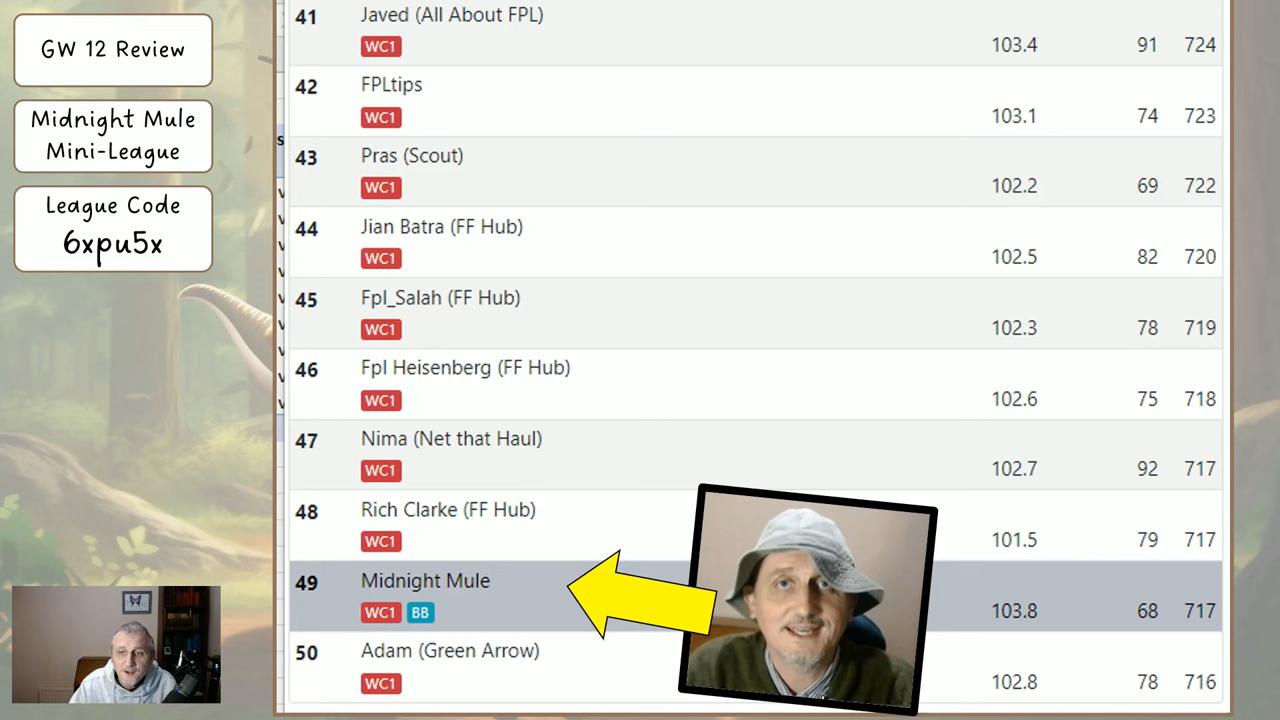 GW 12 Review
Midnight Mule
Mini-League
League Code
6xpu5x
41 Javed (All About FPL)
WC1 103.4 91 724
42 FPLtips
WC1 103.1 74 723
43 Pras (Scout)
WC1 102.2 69 722
44 Jian Batra (FF Hub)
WC1 102.5 82 720
45 Fpl_Salah (FF Hub)
WC1 102.3 78 719
46 Fpl Heisenberg (FF Hub)
WC1 102.6 75 718
47 Nima (Net that Haul)
WC1 102.7 92 717
48 Rich Clarke (FF Hub)
WC1 101.5 79 717
49 Midnight Mule
WC1 BB 103.8 68 717
50 Adam (Green Arrow)
WC1 102.8 78 716